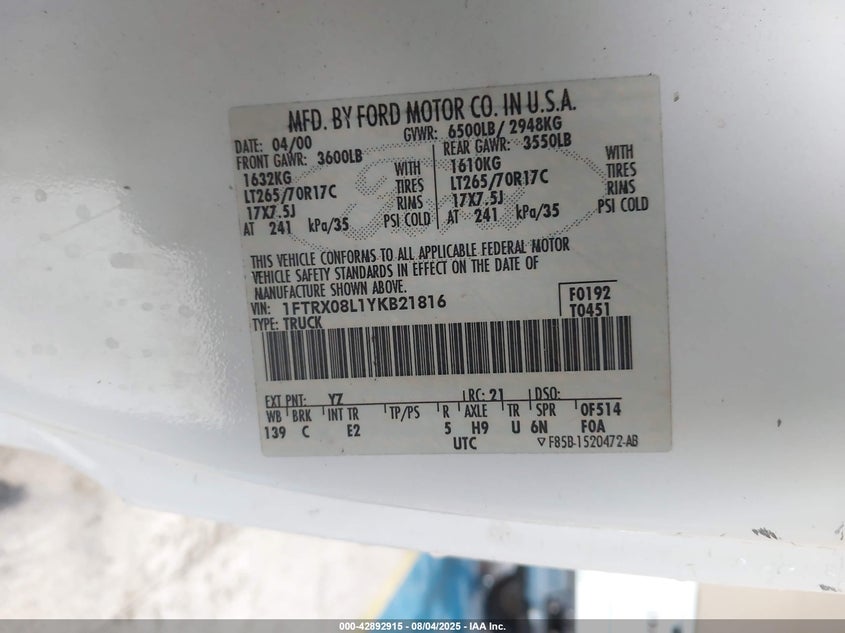 MFD. BY FORD MOTOR CO. IN U.S.A.
DATE: 04/00 GVWR: 6500LB/ 2948KG
FRONT GAWR: 3600LB REAR GAWR: 3550LB
1632KG WITH 1610KG WITH
LT265/70R17C TIRES LT265/70R17C TIRES
17X7.5J RIMS 17X7.5J RIMS
AT 241 kPa/35 PSI COLD AT 241 kPa/35 PSI COLD
THIS VEHICLE CONFORMS TO ALL APPLICABLE FEDERAL MOTOR
VEHICLE SAFETY STANDARDS IN EFFECT ON THE DATE OF
MANUFACTURE SHOWN ABOVE.
VIN: 1FTRX08L1YKB21816 F0192
TYPE: TRUCK T0451
EXT PNT: YZ RC: 21 DSO:
WB BRK INT TR TP/PS R AXLE TR SPR 0F514
139 C E2 5 H9 U 6N F0A
UTC ▽ F85B-1520472-AB
000-42892915 - 08/04/2025 - IAA Inc.